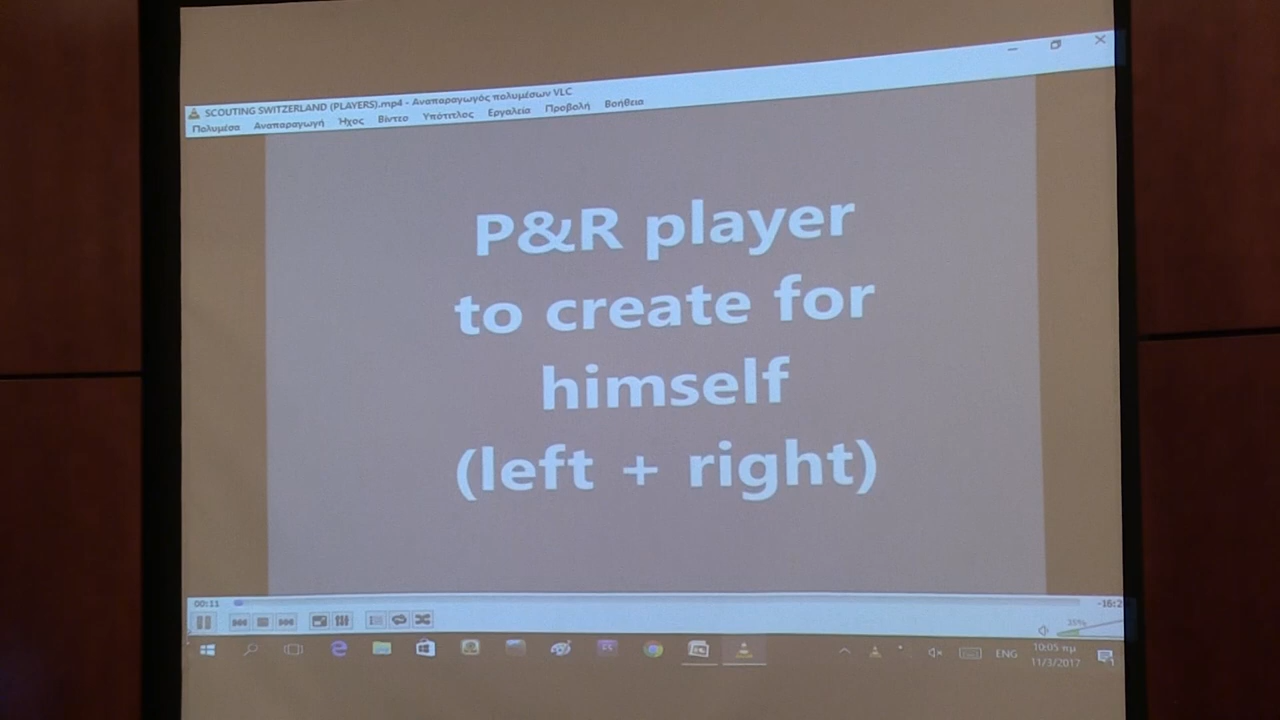 SCOUTING SWITZERLAND (PLAYERS).mp4 - Αναπαραγωγός πολυμέσων VLC
Πολυμέσα Αναπαραγωγή Ήχος Βίντεο Υπότιτλος Εργαλεία Προβολή Βοήθεια
P&R player
to create for
himself
(left + right)
00:11
35%
ENG
10:05 πμ
11/3/2017